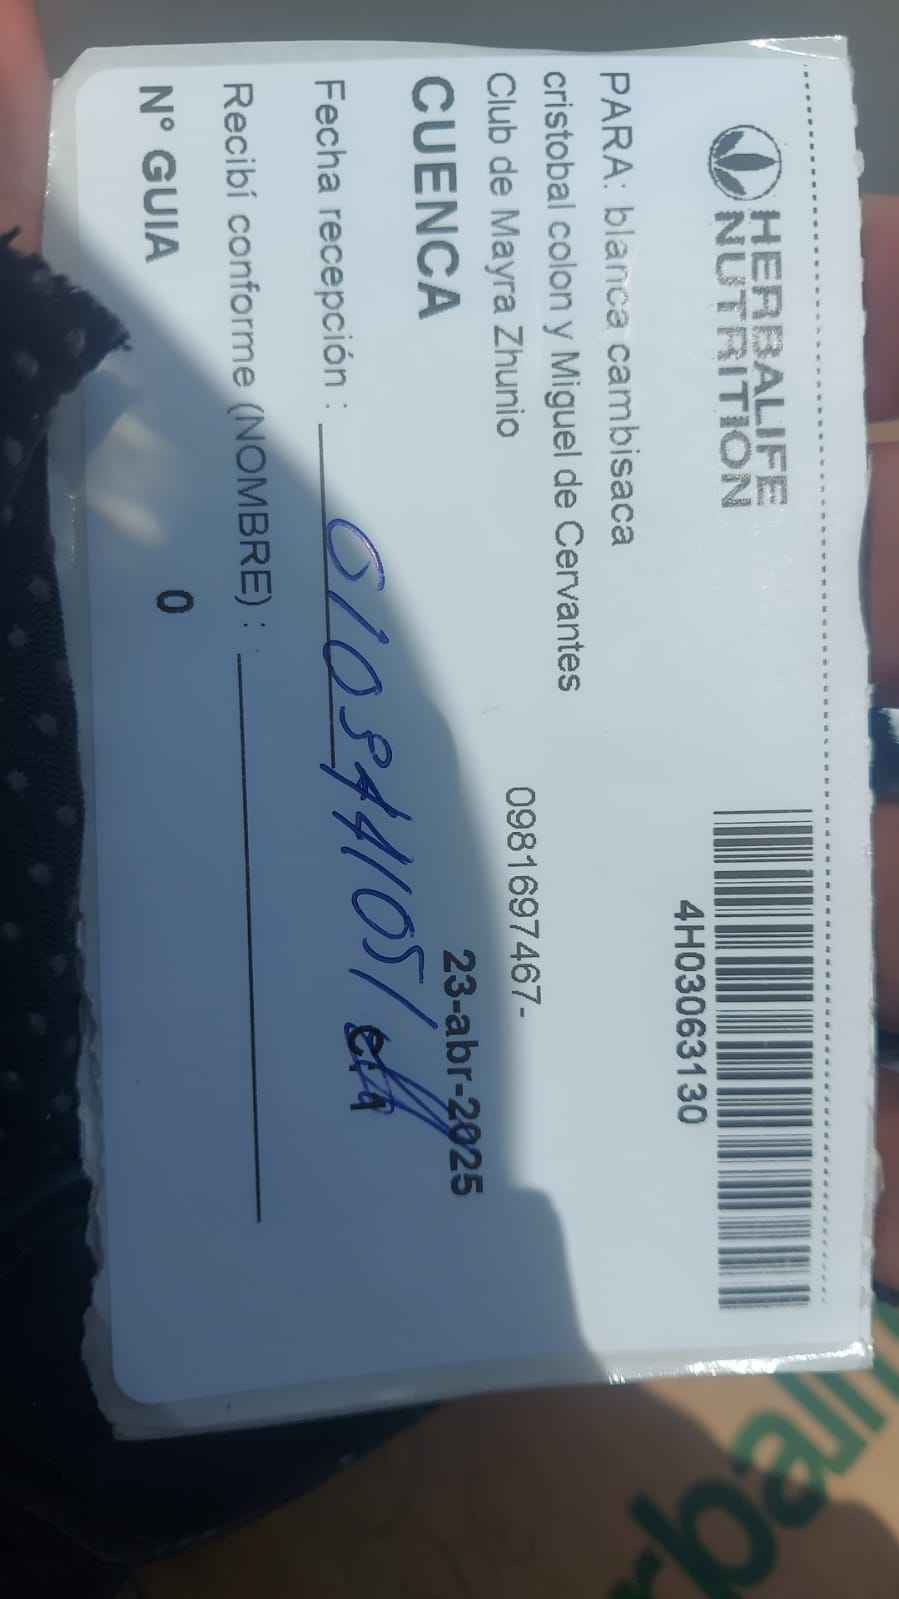 HERBALIFE
NUTRITION
4H03063130
PARA: blanca cambisaca
cristobal colon y Miguel de Cervantes
Club de Mayra Zhunio
0981697467-
CUENCA
23-abr-2025
Fecha recepción :
Recibí conforme (NOMBRE) :
N° GUIA
0